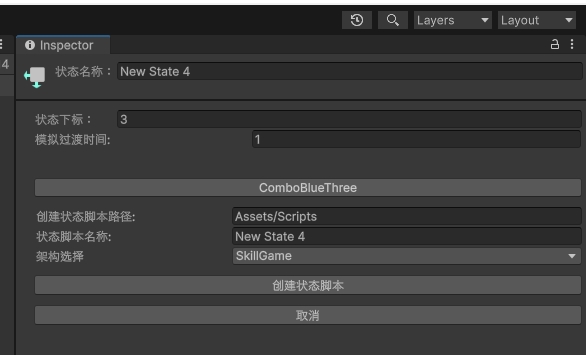 Layers Layout
Inspector
4
状态名称： New State 4
状态下标： 3
模拟过渡时间: 1
ComboBlueThree
创建状态脚本路径: Assets/Scripts
状态脚本名称: New State 4
架构选择 SkillGame
创建状态脚本
取消